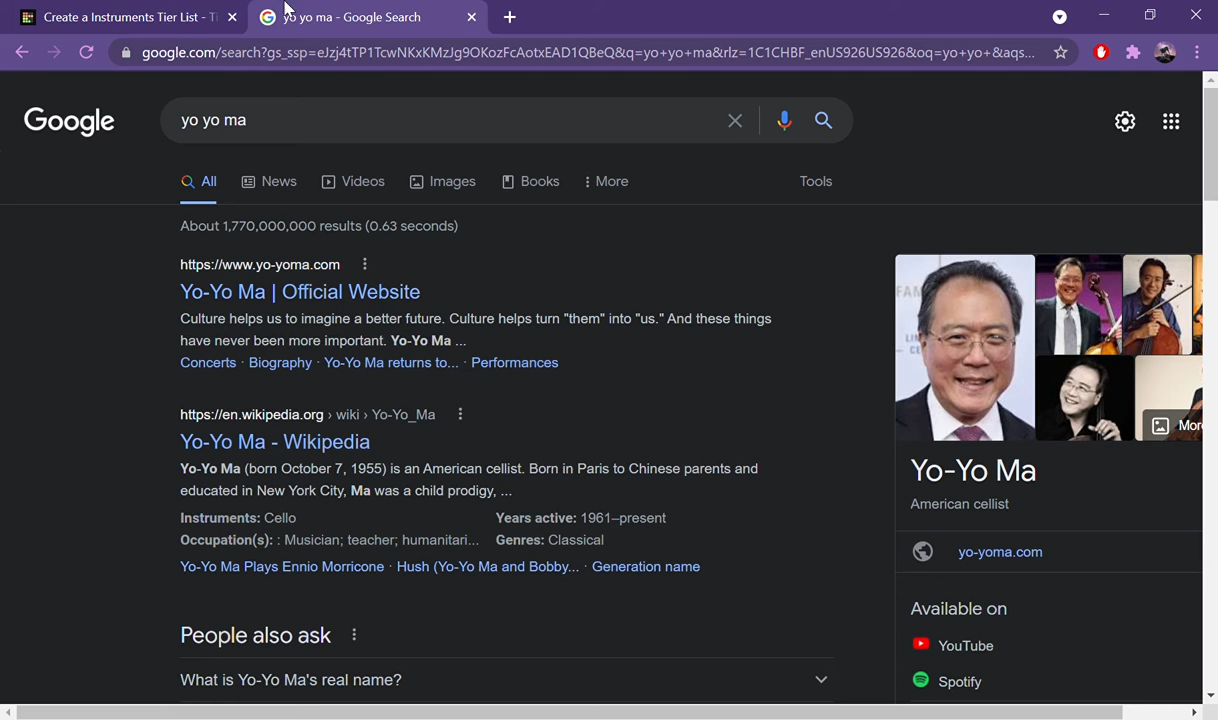 Create a Instruments Tier List - Ti
yo yo ma - Google Search
google.com/search?gs_ssp=eJzj4tTP1TcwNKxKMzJg9OKozFcAotxEAD1QBeQ&q=yo+yo+ma&rlz=1C1CHBF_enUS926US926&oq=yo+yo+&aqs...
Google
yo yo ma
All
News
Videos
Images
Books
More
Tools
About 1,770,000,000 results (0.63 seconds)
https://www.yo-yoma.com
Yo-Yo Ma | Official Website
Culture helps us to imagine a better future. Culture helps turn "them" into "us." And these things
have never been more important. Yo-Yo Ma ...
Concerts · Biography · Yo-Yo Ma returns to... · Performances
https://en.wikipedia.org › wiki › Yo-Yo_Ma
Yo-Yo Ma - Wikipedia
Yo-Yo Ma (born October 7, 1955) is an American cellist. Born in Paris to Chinese parents and
educated in New York City, Ma was a child prodigy, ...
Instruments: Cello
Years active: 1961–present
Occupation(s): : Musician; teacher; humanitari...
Genres: Classical
Yo-Yo Ma Plays Ennio Morricone · Hush (Yo-Yo Ma and Bobby... · Generation name
People also ask
What is Yo-Yo Ma's real name?
Mor
Yo-Yo Ma
American cellist
yo-yoma.com
Available on
YouTube
Spotify